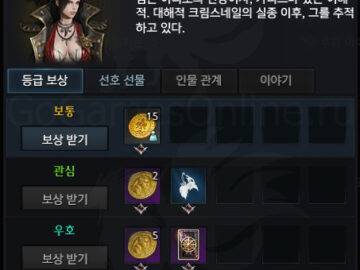 적. 대해적 크림스네일의 실종 이후, 그를 추적
하고 있다.
등급 보상 선호 선물 인물 관계 이야기
보통
보상 받기
15
관심
보상 받기
2
우호
보상 받기
5